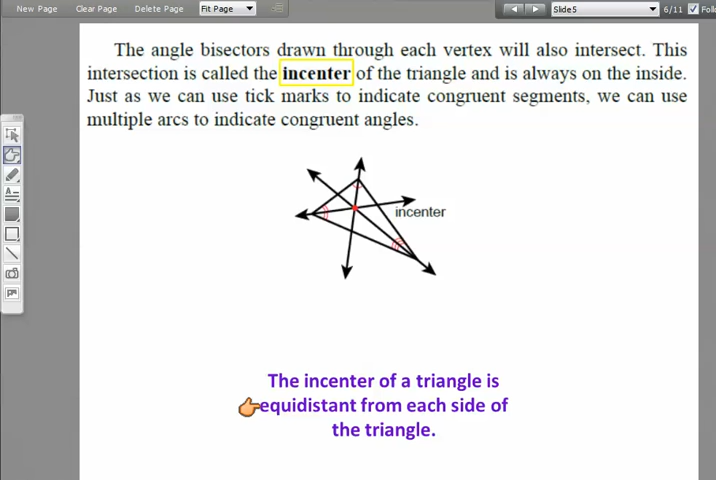 New Page Clear Page Delete Page Fit Page Slide5 6/11 Follo
The angle bisectors drawn through each vertex will also intersect. This
intersection is called the incenter of the triangle and is always on the inside.
Just as we can use tick marks to indicate congruent segments, we can use
multiple arcs to indicate congruent angles.
incenter
The incenter of a triangle is
equidistant from each side of
the triangle.